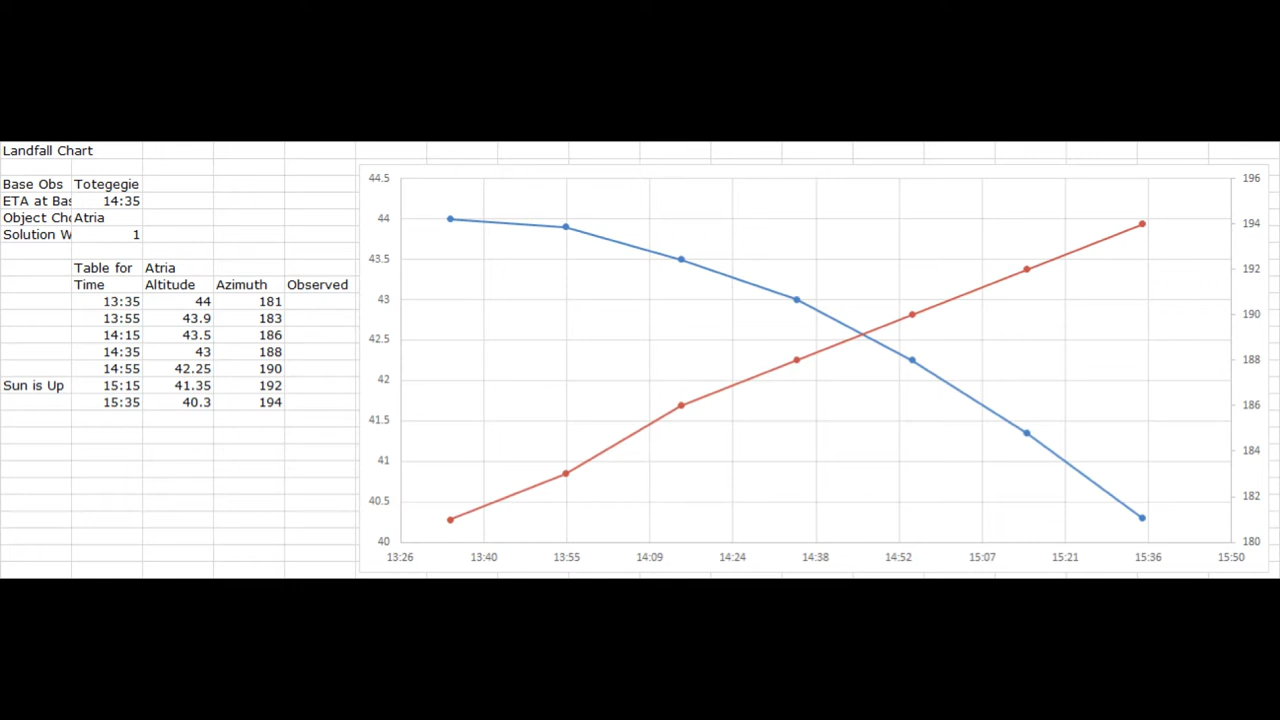 Landfall Chart
Base Obs Totegegie
ETA at Bas 14:35
Object Cho Atria
Solution W 1
Table for Atria
Time Altitude Azimuth Observed
13:35 44 181
13:55 43.9 183
14:15 43.5 186
14:35 43 188
14:55 42.25 190
Sun is Up 15:15 41.35 192
15:35 40.3 194
44.5 196
44 194
43.5 192
43 190
42.5 188
42 186
41.5 184
41 182
40.5 180
40
13:26 13:40 13:55 14:09 14:24 14:38 14:52 15:07 15:21 15:36 15:50